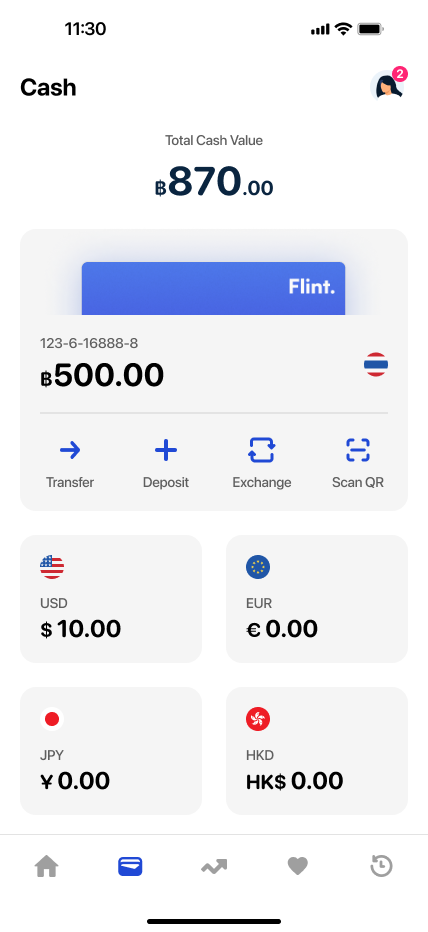 11:30
Cash
2
Total Cash Value
฿870.00
Flint.
123-6-16888-8
฿500.00
Transfer Deposit Exchange Scan QR
USD
$ 10.00
EUR
€ 0.00
JPY
¥ 0.00
HKD
HK$ 0.00